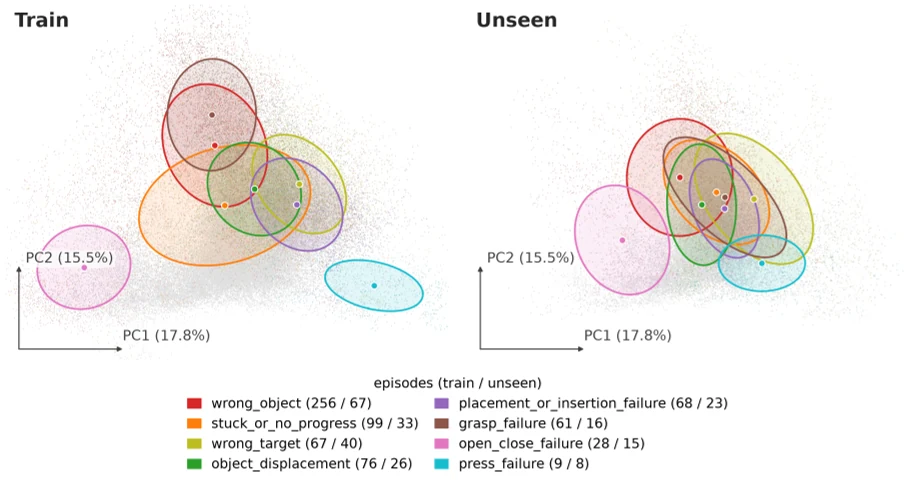 Train
Unseen
PC2 (15.5%)
PC1 (17.8%)
PC2 (15.5%)
PC1 (17.8%)
episodes (train / unseen)
wrong_object (256 / 67)
stuck_or_no_progress (99 / 33)
wrong_target (67 / 40)
object_displacement (76 / 26)
placement_or_insertion_failure (68 / 23)
grasp_failure (61 / 16)
open_close_failure (28 / 15)
press_failure (9 / 8)